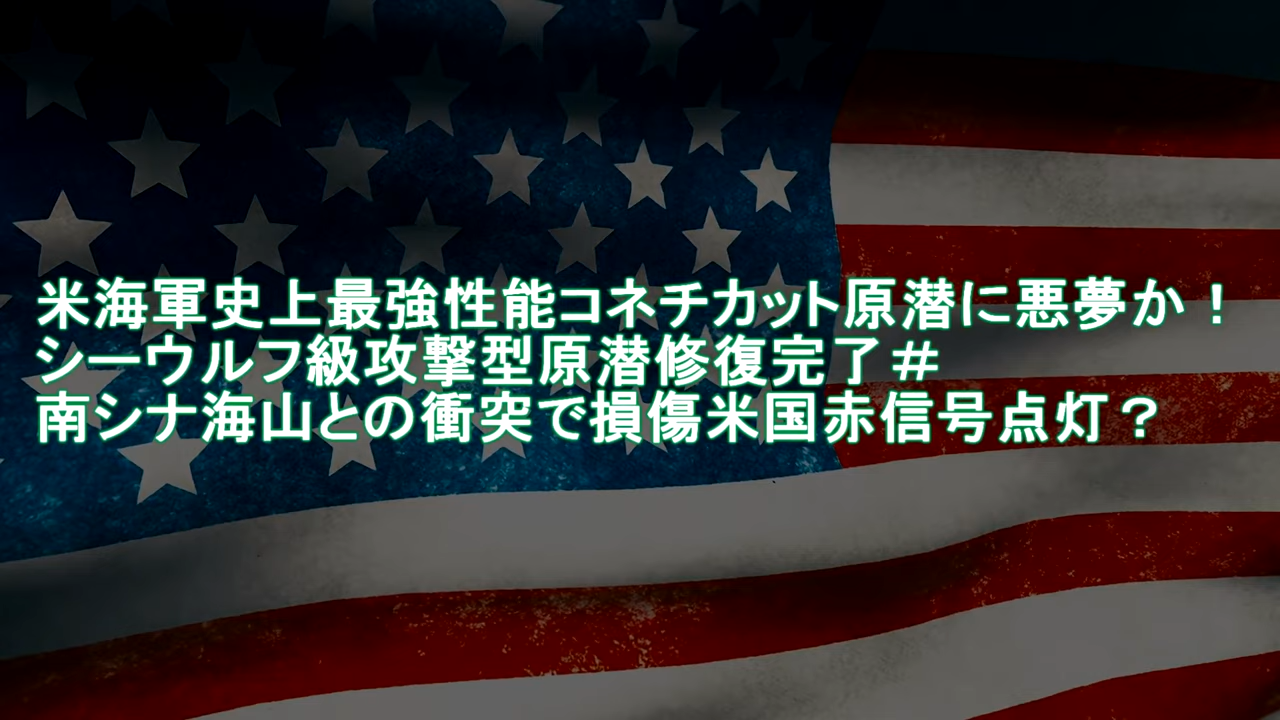 米海軍史上最強性能コネチカット原潜に悪夢か！
シーウルフ級攻撃型原潜修復完了＃
南シナ海山との衝突で損傷米国赤信号点灯？